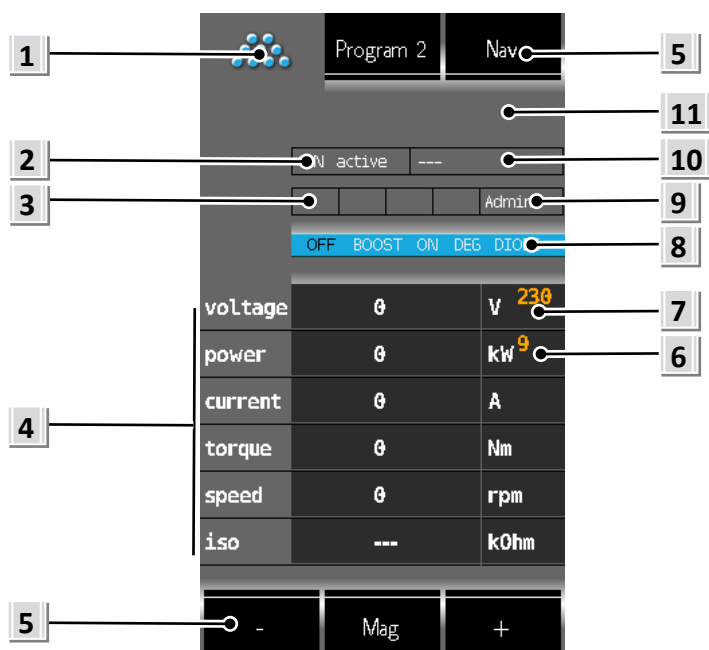 1 Program 2 Nav 5
11
2 active --- 10
3 Admin 9
OFF BOOST ON DEG 8
voltage 0 V 230 7
power 0 kW 9 6
current 0 A
4
torque 0 Nm
speed 0 rpm
iso --- kOhm
5 - Mag +